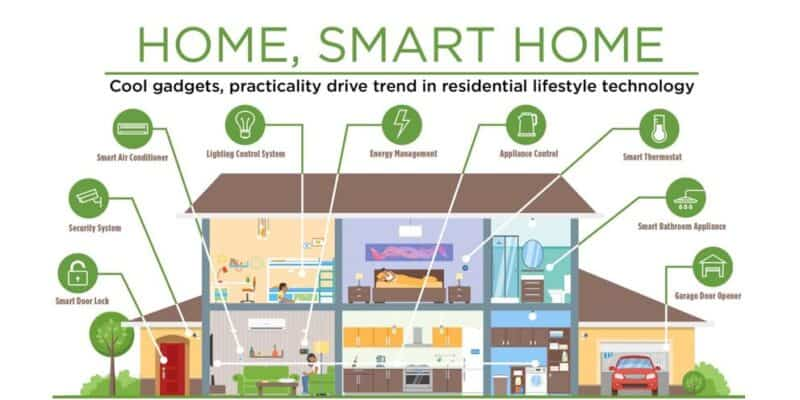 HOME, SMART HOME
Cool gadgets, practicality drive trend in residential lifestyle technology
Smart Air Conditioner
Lighting Control System
Energy Management
Appliance Control
Smart Thermostat
Security System
Smart Bathroom Appliance
Smart Door Lock
Garage Door Opener